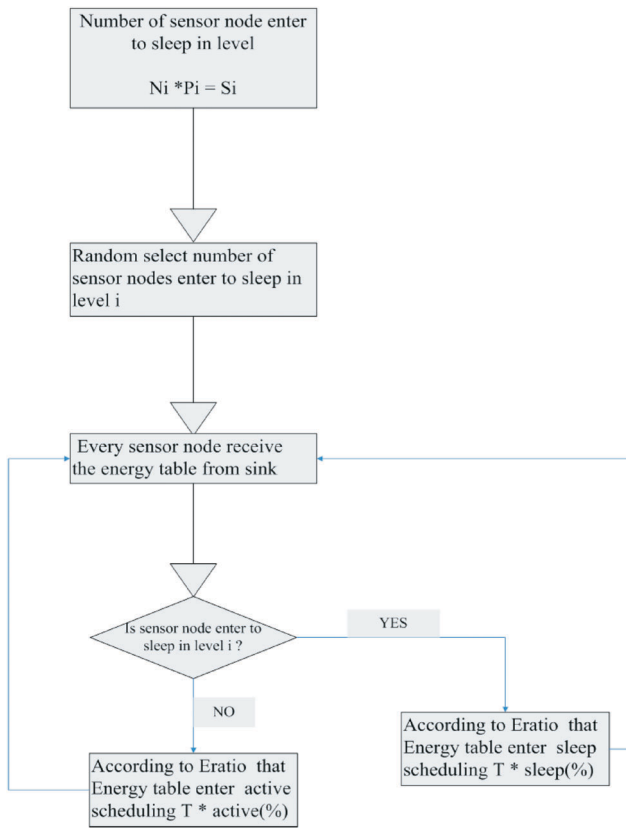 Number of sensor node enter
to sleep in level
Ni *Pi = Si
Random select number of
sensor nodes enter to sleep in
level i
Every sensor node receive
the energy table from sink
Is sensor node enter to
sleep in level i ?
YES
NO
According to Eratio that
Energy table enter sleep
scheduling T * sleep(%)
According to Eratio that
Energy table enter active
scheduling T * active(%)